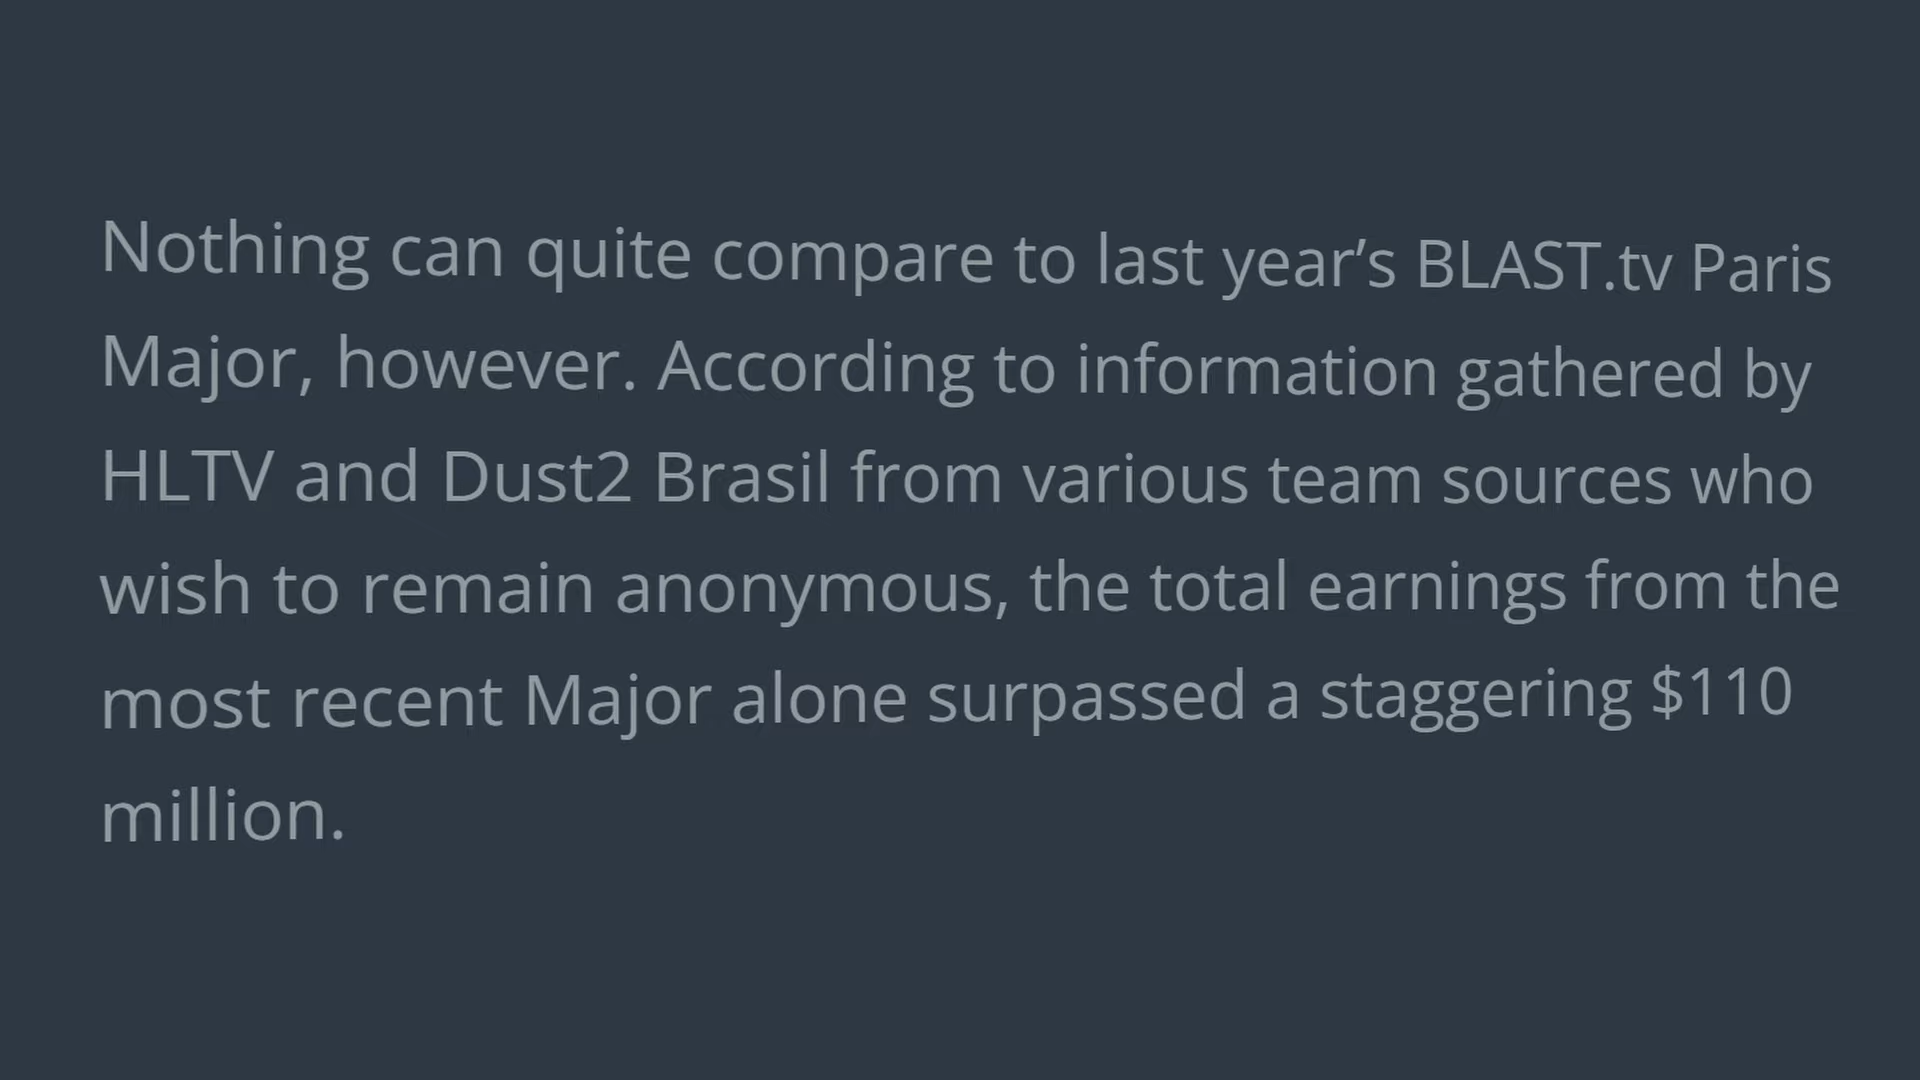 Nothing can quite compare to last year’s BLAST.tv Paris
Major, however. According to information gathered by
HLTV and Dust2 Brasil from various team sources who
wish to remain anonymous, the total earnings from the
most recent Major alone surpassed a staggering $110
million.